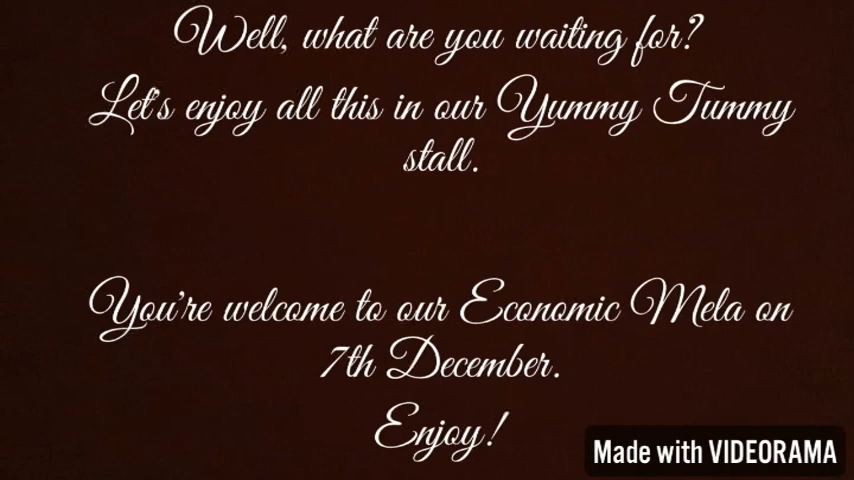 Well, what are you waiting for?
Let's enjoy all this in our Yummy Tummy
stall.
You're welcome to our Economic Mela on
7th December.
Enjoy!
Made with VIDEORAMA